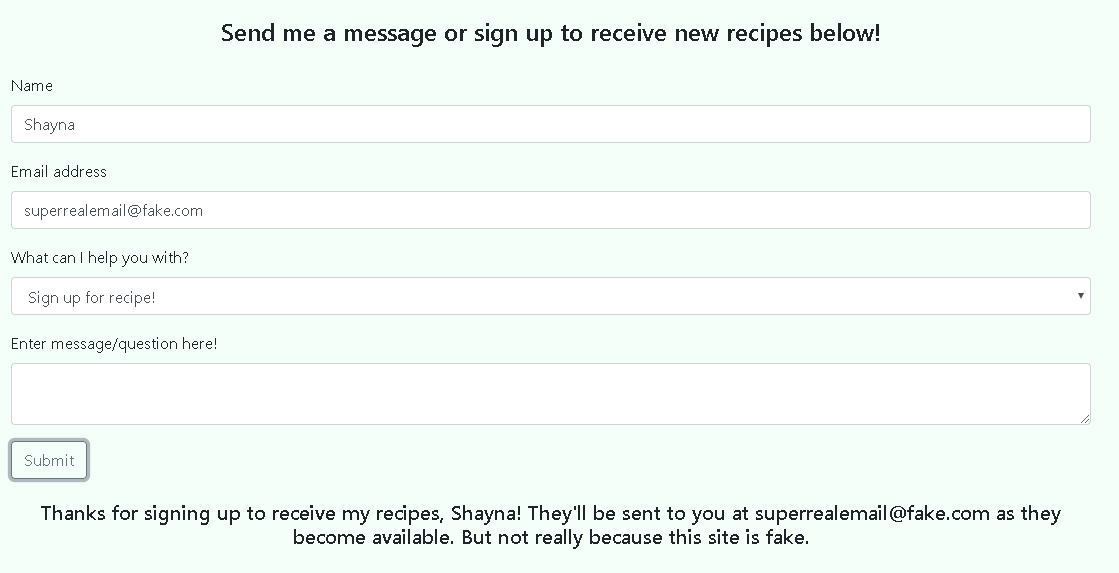 Send me a message or sign up to receive new recipes below!
Name
Shayna
Email address
superrealemail@fake.com
What can I help you with?
Sign up for recipe!
Enter message/question here!
Submit
Thanks for signing up to receive my recipes, Shayna! They'll be sent to you at superrealemail@fake.com as they
become available. But not really because this site is fake.